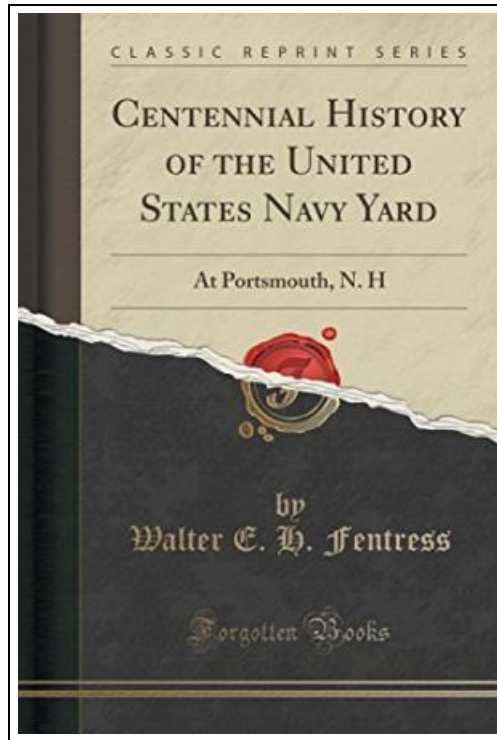 CLASSIC REPRINT SERIES
CENTENNIAL HISTORY
OF THE UNITED
STATES NAVY YARD
At Portsmouth, N. H
by
Walter E. H. Fentress
Forgotten Books